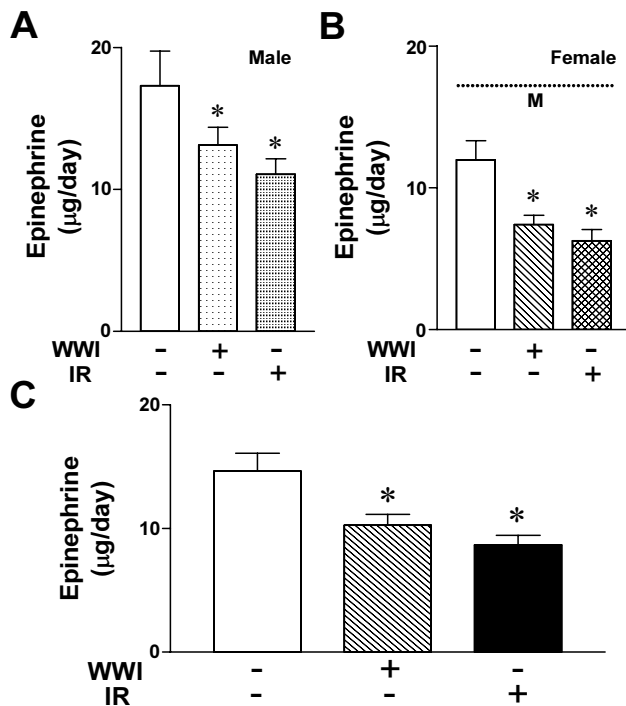 A
Male
Epinephrine
(μg/day)
20
10
0
*
*
WWI - + -
IR - - +
B
Female
M
Epinephrine
(μg/day)
20
10
0
*
*
WWI - + -
IR - - +
C
Epinephrine
(μg/day)
20
10
0
*
*
WWI - + -
IR - - +